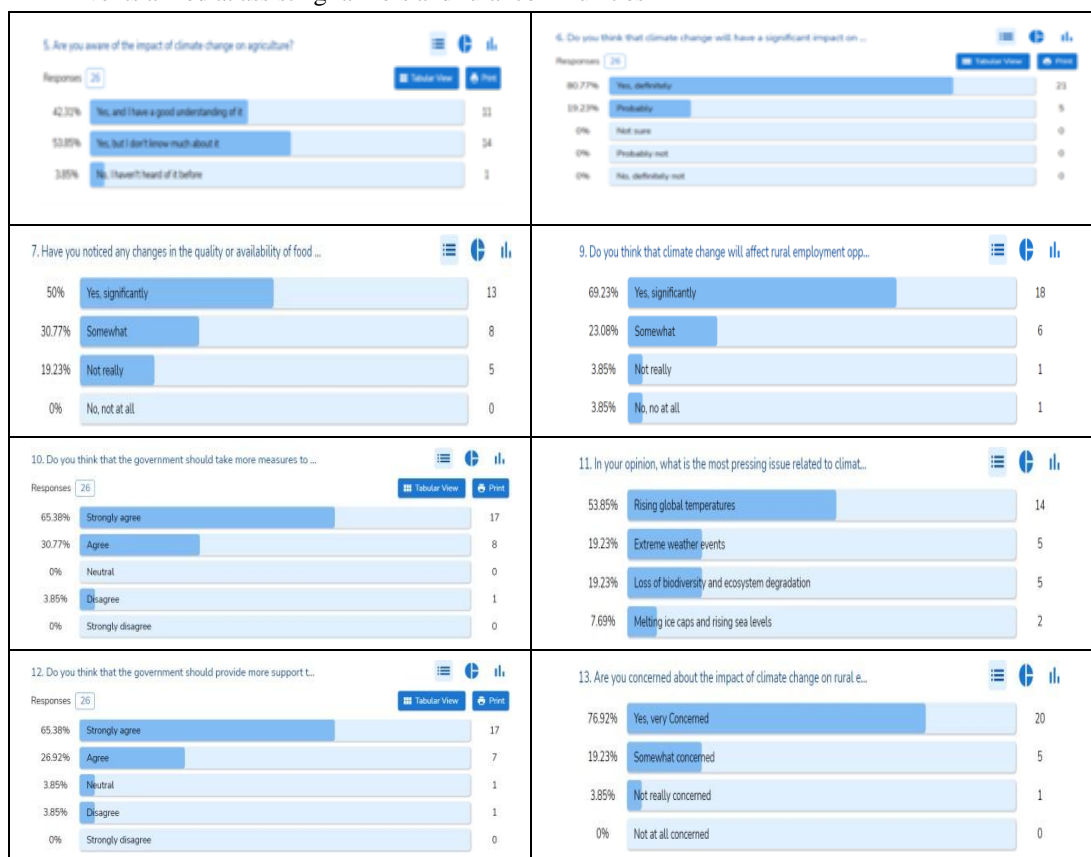 5. Are you aware of the impact of climate change on agriculture?
Responses 26
Tabular View Print
42.31% Yes, and I have a good understanding of it 11
53.85% Yes, but I don't know much about it 14
3.85% No, I haven't heard of it before 1
6. Do you think that climate change will have a significant impact on ...
Responses 26
Tabular View Print
80.77% Yes, definitely 21
19.23% Probably 5
0% Not sure 0
0% Probably not 0
0% No, definitely not 0
7. Have you noticed any changes in the quality or availability of food ...
50% Yes, significantly 13
30.77% Somewhat 8
19.23% Not really 5
0% No, not at all 0
9. Do you think that climate change will affect rural employment opp...
69.23% Yes, significantly 18
23.08% Somewhat 6
3.85% Not really 1
3.85% No, no at all 1
10. Do you think that the government should take more measures to ...
Responses 26
Tabular View Print
65.38% Strongly agree 17
30.77% Agree 8
0% Neutral 0
3.85% Disagree 1
0% Strongly disagree 0
11. In your opinion, what is the most pressing issue related to climat...
53.85% Rising global temperatures 14
19.23% Extreme weather events 5
19.23% Loss of biodiversity and ecosystem degradation 5
7.69% Melting ice caps and rising sea levels 2
12. Do you think that the government should provide more support t...
Responses 26
Tabular View Print
65.38% Strongly agree 17
26.92% Agree 7
3.85% Neutral 1
3.85% Disagree 1
0% Strongly disagree 0
13. Are you concerned about the impact of climate change on rural e...
76.92% Yes, very Concerned 20
19.23% Somewhat concerned 5
3.85% Not really concerned 1
0% Not at all concerned 0